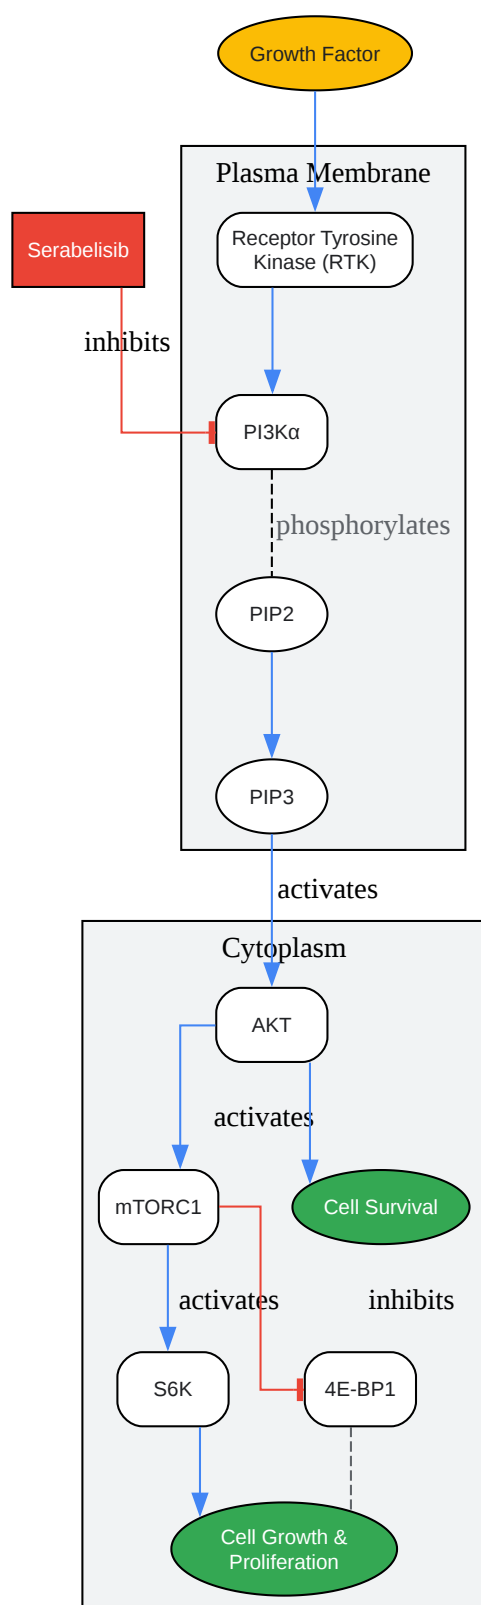 Growth Factor
Plasma Membrane
Receptor Tyrosine
Kinase (RTK)
Serabelisib
inhibits
PI3Kα
phosphorylates
PIP2
PIP3
activates
Cytoplasm
AKT
activates
mTORC1
Cell Survival
activates
inhibits
S6K
4E-BP1
Cell Growth &
Proliferation